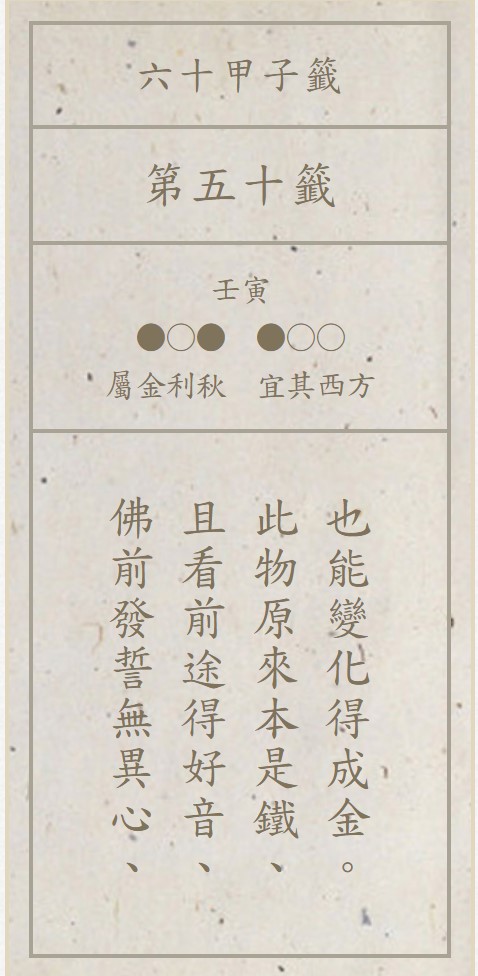 六十甲子籤
第五十籤
壬寅
●○● ●○○
屬金利秋 宜其西方
佛前發誓無異心、
且看前途得好音、
此物原來本是鐵、
也能變化得成金。